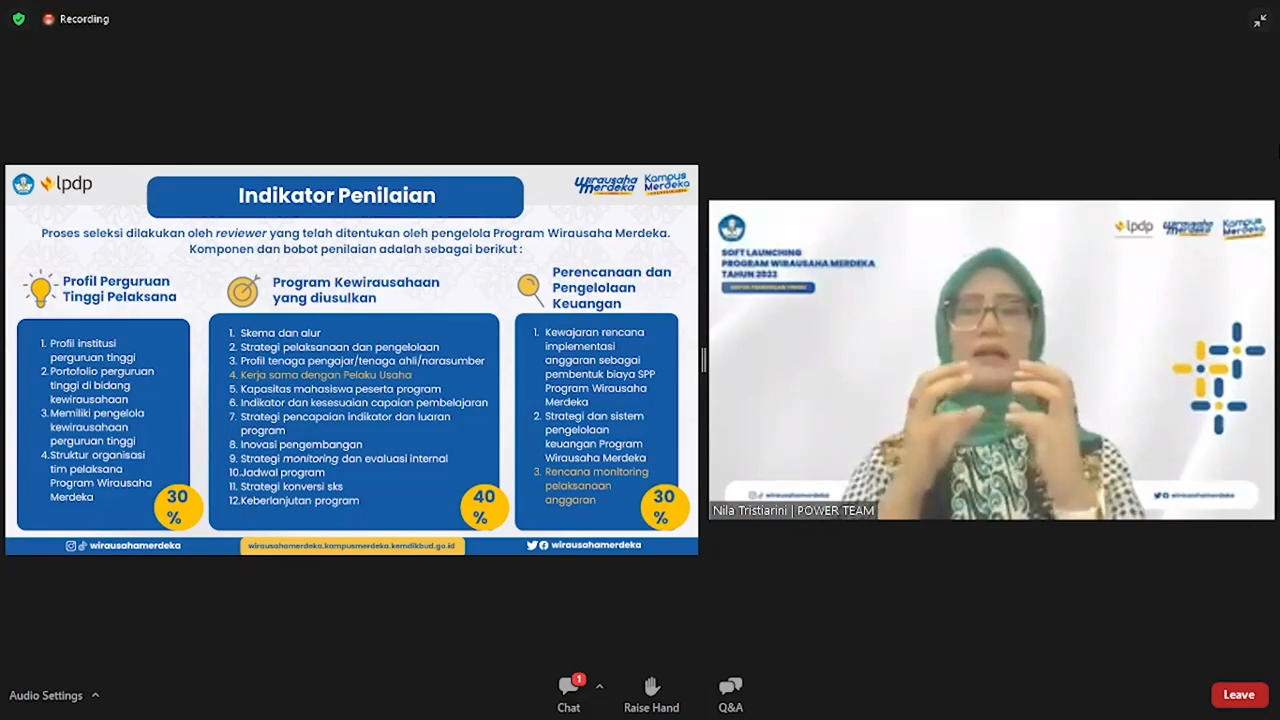 Recording
lpdp
Indikator Penilaian
Wirausaha
Merdeka
Kampus
Merdeka
Proses seleksi dilakukan oleh reviewer yang telah ditentukan oleh pengelola Program Wirausaha Merdeka.
Komponen dan bobot penilaian adalah sebagai berikut :
Profil Perguruan
Tinggi Pelaksana
1. Profil institusi
perguruan tinggi
2.Portofolio perguruan
tinggi di bidang
kewirausahaan
3.Memiliki pengelola
kewirausahaan
perguruan tinggi
4.Struktur organisasi
tim pelaksana
Program Wirausaha
Merdeka
30
%
Program Kewirausahaan
yang diusulkan
1. Skema dan alur
2. Strategi pelaksanaan dan pengelolaan
3. Profil tenaga pengajar/tenaga ahli/narasumber
4. Kerja sama dengan Pelaku Usaha
5. Kapasitas mahasiswa peserta program
6. Indikator dan kesesuaian capaian pembelajaran
7. Strategi pencapaian indikator dan luaran
program
8. Inovasi pengembangan
9. Strategi monitoring dan evaluasi internal
10.Jadwal program
11. Strategi konversi sks
12.Keberlanjutan program
40
%
Perencanaan dan
Pengelolaan
Keuangan
1. Kewajaran rencana
implementasi
anggaran sebagai
pembentuk biaya SPP
Program Wirausaha
Merdeka
2. Strategi dan sistem
pengelolaan
keuangan Program
Wirausaha Merdeka
3. Rencana monitoring
pelaksanaan
anggaran
30
%
wirausahamerdeka
wirausahamerdeka.kampusmerdeka.kemdikbud.go.id
wirausahamerdeka
lpdp
Wirausaha
Merdeka
Kampus
Merdeka
SOFT LAUNCHING
PROGRAM WIRAUSAHA MERDEKA
TAHUN 2022
wirausahamerdeka
wirausahamerdeka
Nila Tristiarini | POWER TEAM
Audio Settings
1
Chat
Raise Hand
Q&A
Leave